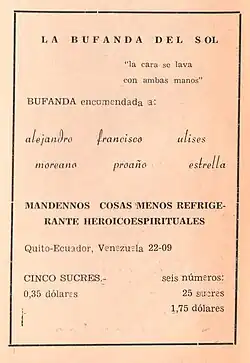 LA BUFANDA DEL SOL
"la cara se lava
con ambas manos"
BUFANDA encomendada a:
alejandro francisco ulises
moreano proaño estrella
MANDENNOS COSAS MENOS REFRIGE-
RANTE HEROICOESPIRITUALES
Quito-Ecuador, Venezuela 22-09
CINCO SUCRES.- seis números:
0,35 dólares 25 sucres
1,75 dólares